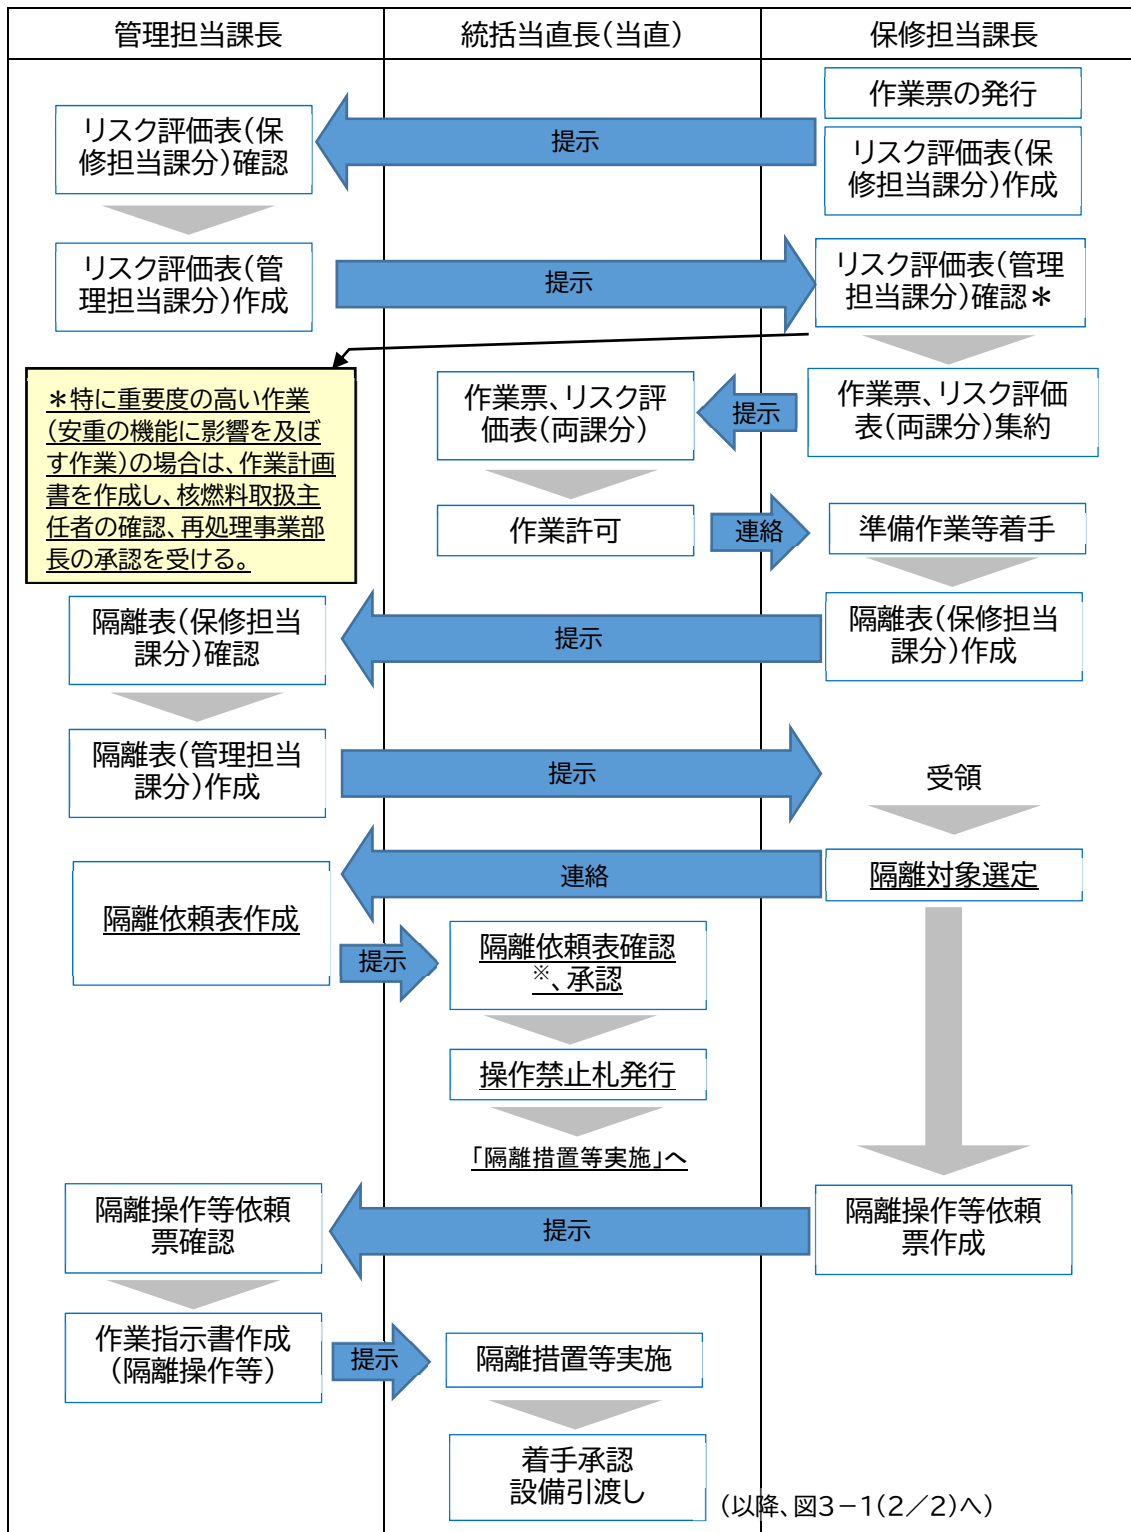 管理担当課長
統括当直長(当直)
保修担当課長
作業票の発行
リスク評価表(保
修担当課分)作成
提示
リスク評価表(保
修担当課分)確認
リスク評価表(管
理担当課分)作成
提示
リスク評価表(管理
担当課分)確認＊
＊特に重要度の高い作業
(安重の機能に影響を及ぼ
す作業)の場合は、作業計画
書を作成し、核燃料取扱主
任者の確認、再処理事業部
長の承認を受ける。
作業票、リスク評価
表(両課分)集約
提示
作業票、リスク評
価表(両課分)
作業許可
連絡
準備作業等着手
隔離表(保修担当
課分)作成
提示
隔離表(保修担当
課分)確認
隔離表(管理担当
課分)作成
提示
受領
隔離対象選定
連絡
隔離依頼表作成
提示
隔離依頼表確認
※、承認
操作禁止札発行
「隔離措置等実施」へ
隔離操作等依頼
票作成
提示
隔離操作等依頼
票確認
作業指示書作成
(隔離操作等)
提示
隔離措置等実施
着手承認
設備引渡し
(以降、図3－1(2／2)へ)